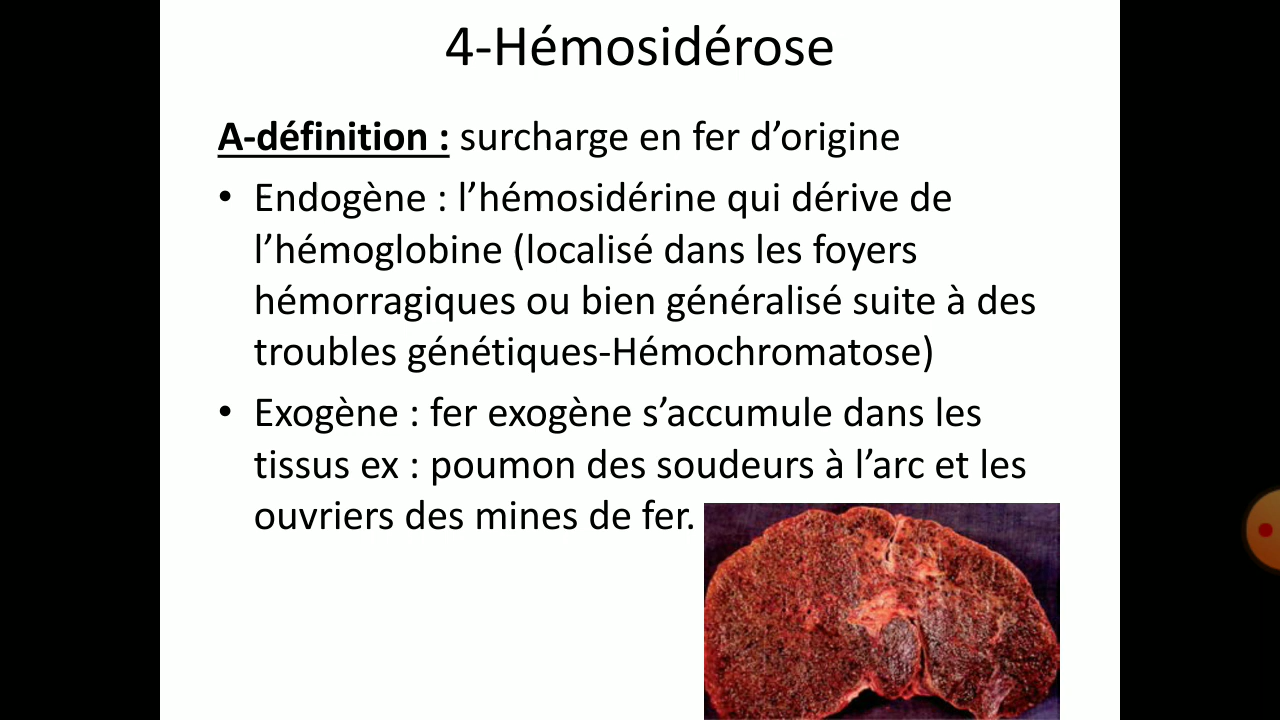 4-Hémosidérose
A-définition : surcharge en fer d’origine
• Endogène : l’hémosidérine qui dérive de
l’hémoglobine (localisé dans les foyers
hémorragiques ou bien généralisé suite à des
troubles génétiques-Hémochromatose)
• Exogène : fer exogène s’accumule dans les
tissus ex : poumon des soudeurs à l’arc et les
ouvriers des mines de fer.